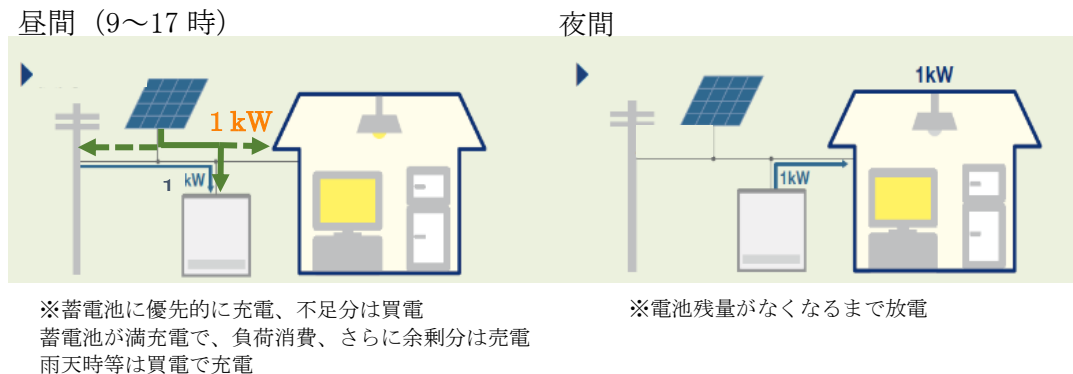 昼間（9～17 時）
夜間
1 kW
1 kW
1kW
1kW
※蓄電池に優先的に充電、不足分は買電
蓄電池が満充電で、負荷消費、さらに余剰分は売電
雨天時等は買電で充電
※電池残量がなくなるまで放電